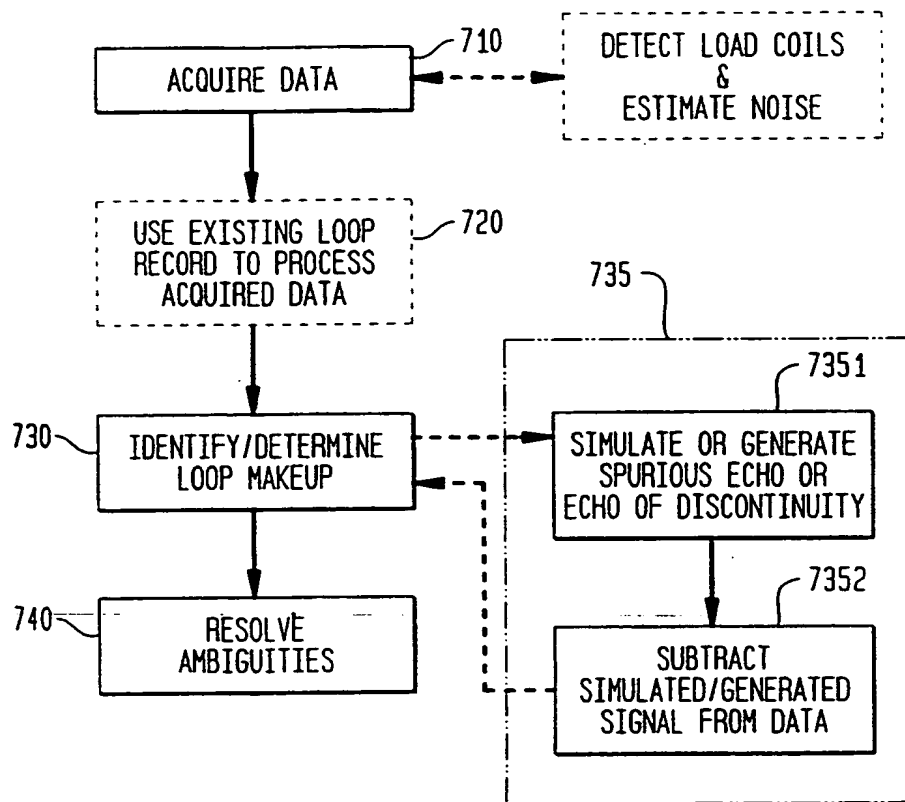 710
ACQUIRE DATA
DETECT LOAD COILS
&
ESTIMATE NOISE
720
USE EXISTING LOOP
RECORD TO PROCESS
ACQUIRED DATA
735
7351
730
IDENTIFY/DETERMINE
LOOP MAKEUP
SIMULATE OR GENERATE
SPURIOUS ECHO OR
ECHO OF DISCONTINUITY
7352
740
RESOLVE
AMBIGUITIES
SUBTRACT
SIMULATED/GENERATED
SIGNAL FROM DATA